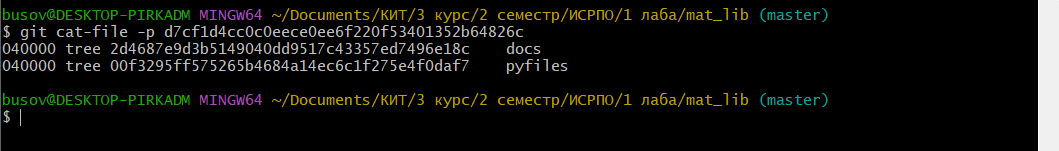 busov@DESKTOP-PIRKADM MINGW64 ~/Documents/КИТ/3 курс/2 семестр/ИСРПО/1 лаба/mat_lib (master)
$ git cat-file -p d7cf1d4cc0c0eece0ee6f220f53401352b64826c
040000 tree 2d4687e9d3b5149040dd9517c43357ed7496e18c    docs
040000 tree 00f3295ff575265b4684a14ec6c1f275e4f0daf7    pyfiles
busov@DESKTOP-PIRKADM MINGW64 ~/Documents/КИТ/3 курс/2 семестр/ИСРПО/1 лаба/mat_lib (master)
$